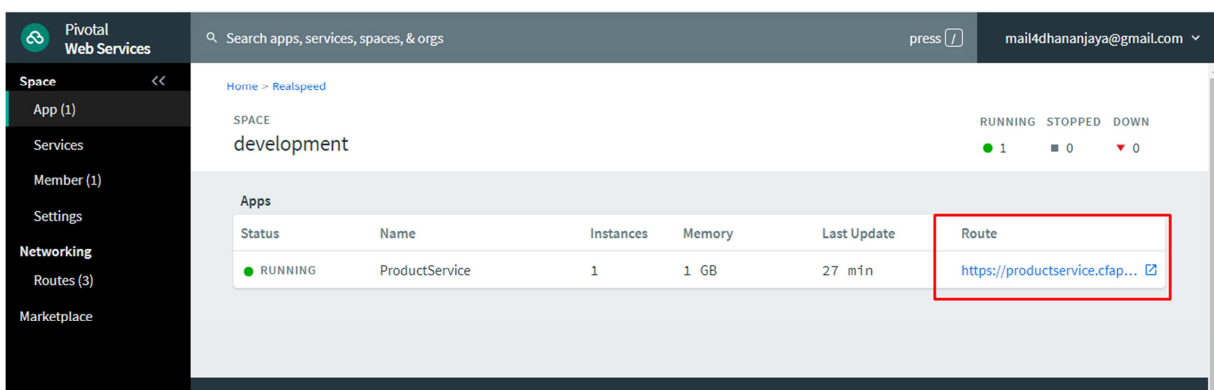 Pivotal
Web Services
Search apps, services, spaces, & orgs
press /
mail4dhananjaya@gmail.com
Space <<
App (1)
Services
Member (1)
Settings
Networking
Routes (3)
Marketplace
Home > Realspeed
SPACE
development
RUNNING STOPPED DOWN
1 0 0
Apps
Status Name Instances Memory Last Update Route
RUNNING ProductService 1 1 GB 27 min https://productservice.cfap...